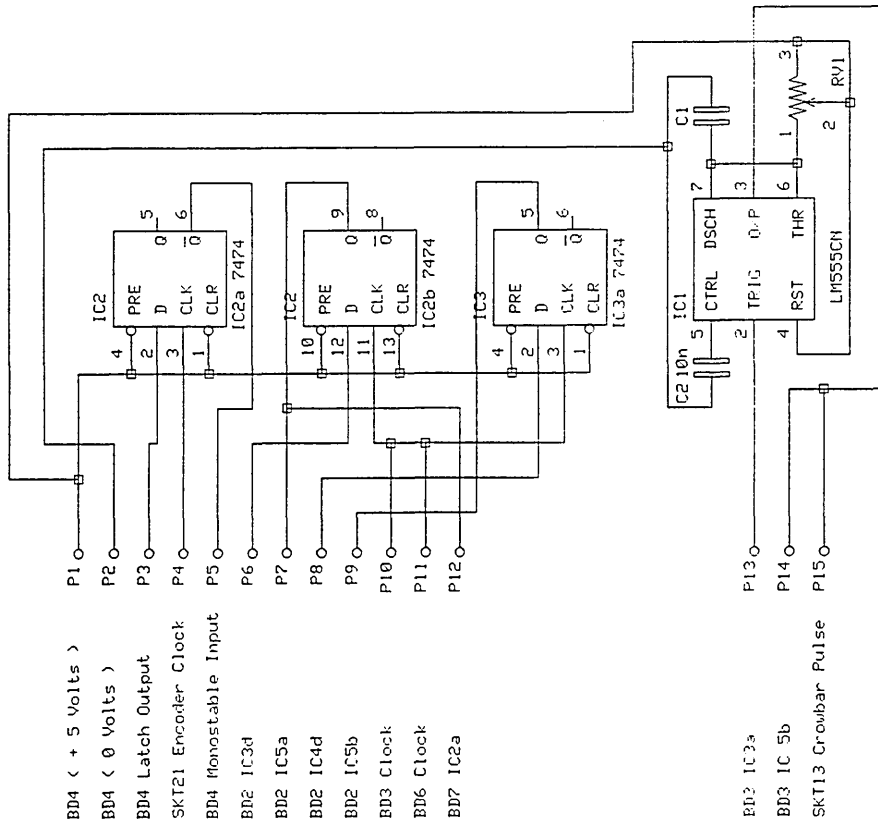 BD4 ( + 5 Volts ) P1
BD4 ( 0 Volts ) P2
BD4 Latch Output P3
SKT21 Encoder Clock P4
BD4 Monostable Input P5
BD2 IC3d P6
BD2 IC5a P7
BD2 IC4d P8
BD2 IC5b P9
BD3 Clock P10
BD6 Clock P11
BD7 IC2a P12
IC3a P13
BD3 IC 5b P14
SKT13 Crowbar Pulse P15
IC2
4 PRE
2 D Q 5
3 CLK Q 6
1 CLR
IC2a 7474
IC2
10 PRE
12 D Q 9
11 CLK Q 8
13 CLR
IC2b 7474
IC3
4 PRE
2 D Q 5
3 CLK Q 6
1 CLR
IC3a 7474
IC1
C2 10n
5 CTRL DSCH 7
2 TRIG O/P 3
4 RST THR 6
LM555CN
C1
1 3
2
RV1